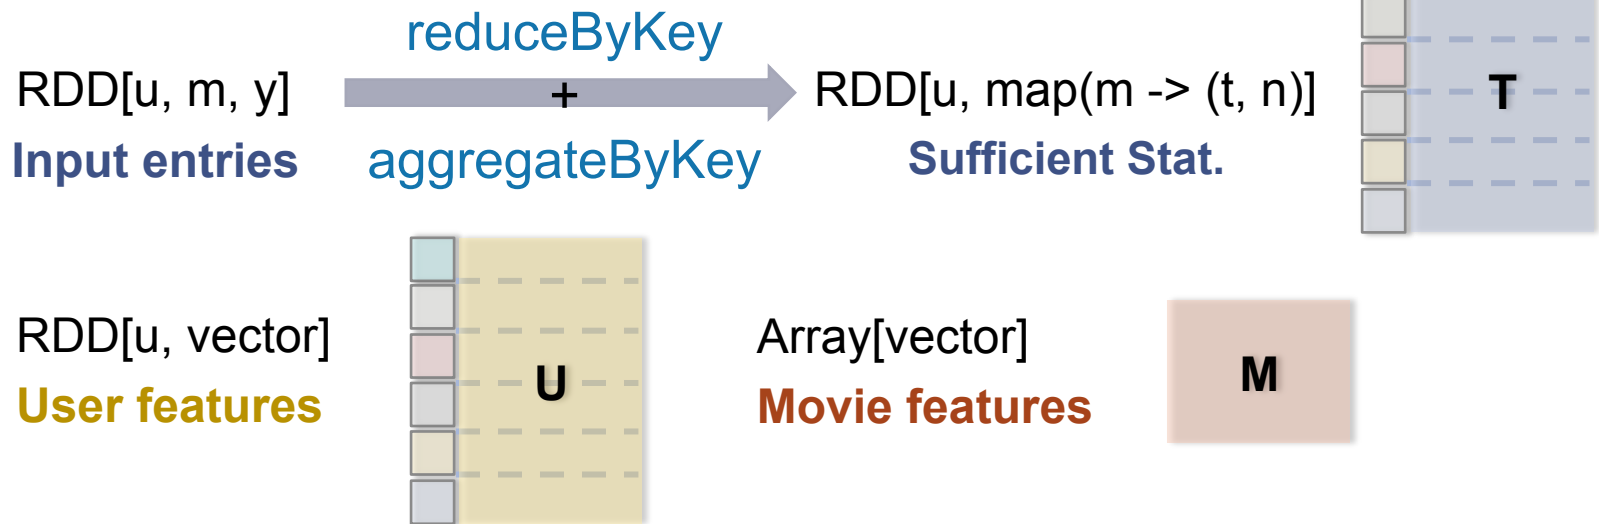 reduceByKey
RDD[u, m, y]
+
RDD[u, map(m -> (t, n)]
T
Input entries
aggregateByKey
Sufficient Stat.
RDD[u, vector]
U
Array[vector]
M
User features
Movie features